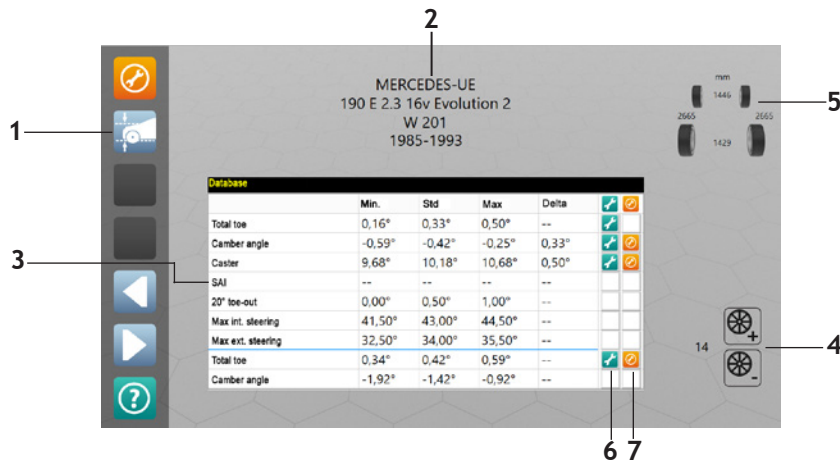 2
MERCEDES-UE
190 E 2.3 16v Evolution 2
W 201
1985-1993
mm
1446
2665 2665
1429
5
1
Database
Min. Std Max Delta
Total toe 0,16° 0,33° 0,50° --
Camber angle -0,59° -0,42° -0,25° 0,33°
Caster 9,68° 10,18° 10,68° 0,50°
3
SAI -- -- -- --
20° toe-out 0,00° 0,50° 1,00° --
Max int. steering 41,50° 43,00° 44,50° --
Max ext. steering 32,50° 34,00° 35,50° --
Total toe 0,34° 0,42° 0,59° --
Camber angle -1,92° -1,42° -0,92° --
14
+
-
4
?
6 7